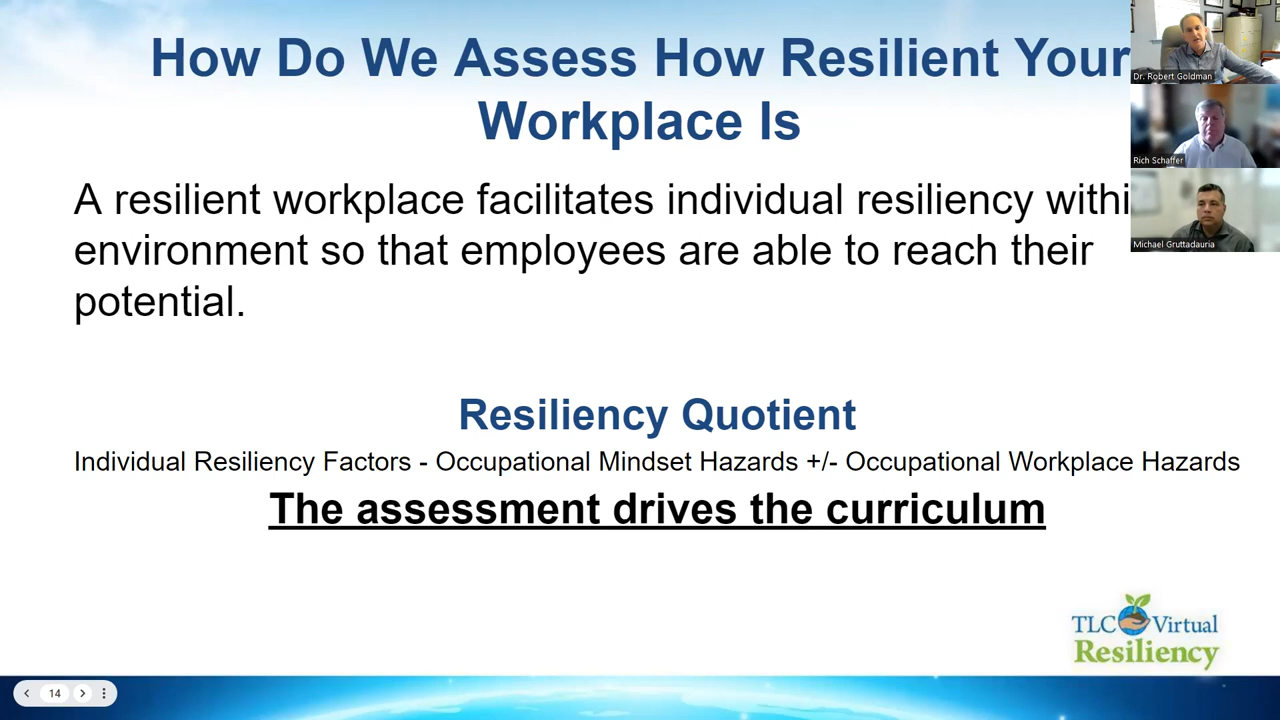 How Do We Assess How Resilient Your
Workplace Is
Dr. Robert Goldman
Rich Schaffer
Michael Gruttadauria
A resilient workplace facilitates individual resiliency withi
environment so that employees are able to reach their
potential.
Resiliency Quotient
Individual Resiliency Factors - Occupational Mindset Hazards +/- Occupational Workplace Hazards
The assessment drives the curriculum
TLC Virtual
Resiliency
14